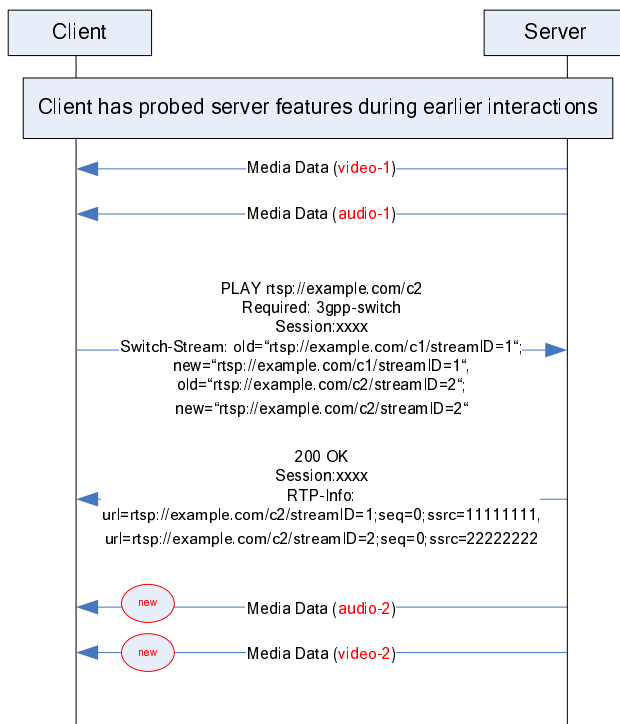 Client
Server
Client has probed server features during earlier interactions
Media Data (video-1)
Media Data (audio-1)
PLAY rtsp://example.com/c2
Required: 3gpp-switch
Session:xxxx
Switch-Stream: old=“rtsp://example.com/c1/streamID=1“;
new=“rtsp://example.com/c1/streamID=1“,
old=“rtsp://example.com/c2/streamID=2“;
new=“rtsp://example.com/c2/streamID=2“
200 OK
Session:xxxx
RTP-Info:
url=rtsp://example.com/c2/streamID=1;seq=0;ssrc=11111111,
url=rtsp://example.com/c2/streamID=2;seq=0;ssrc=22222222
new
Media Data (audio-2)
new
Media Data (video-2)